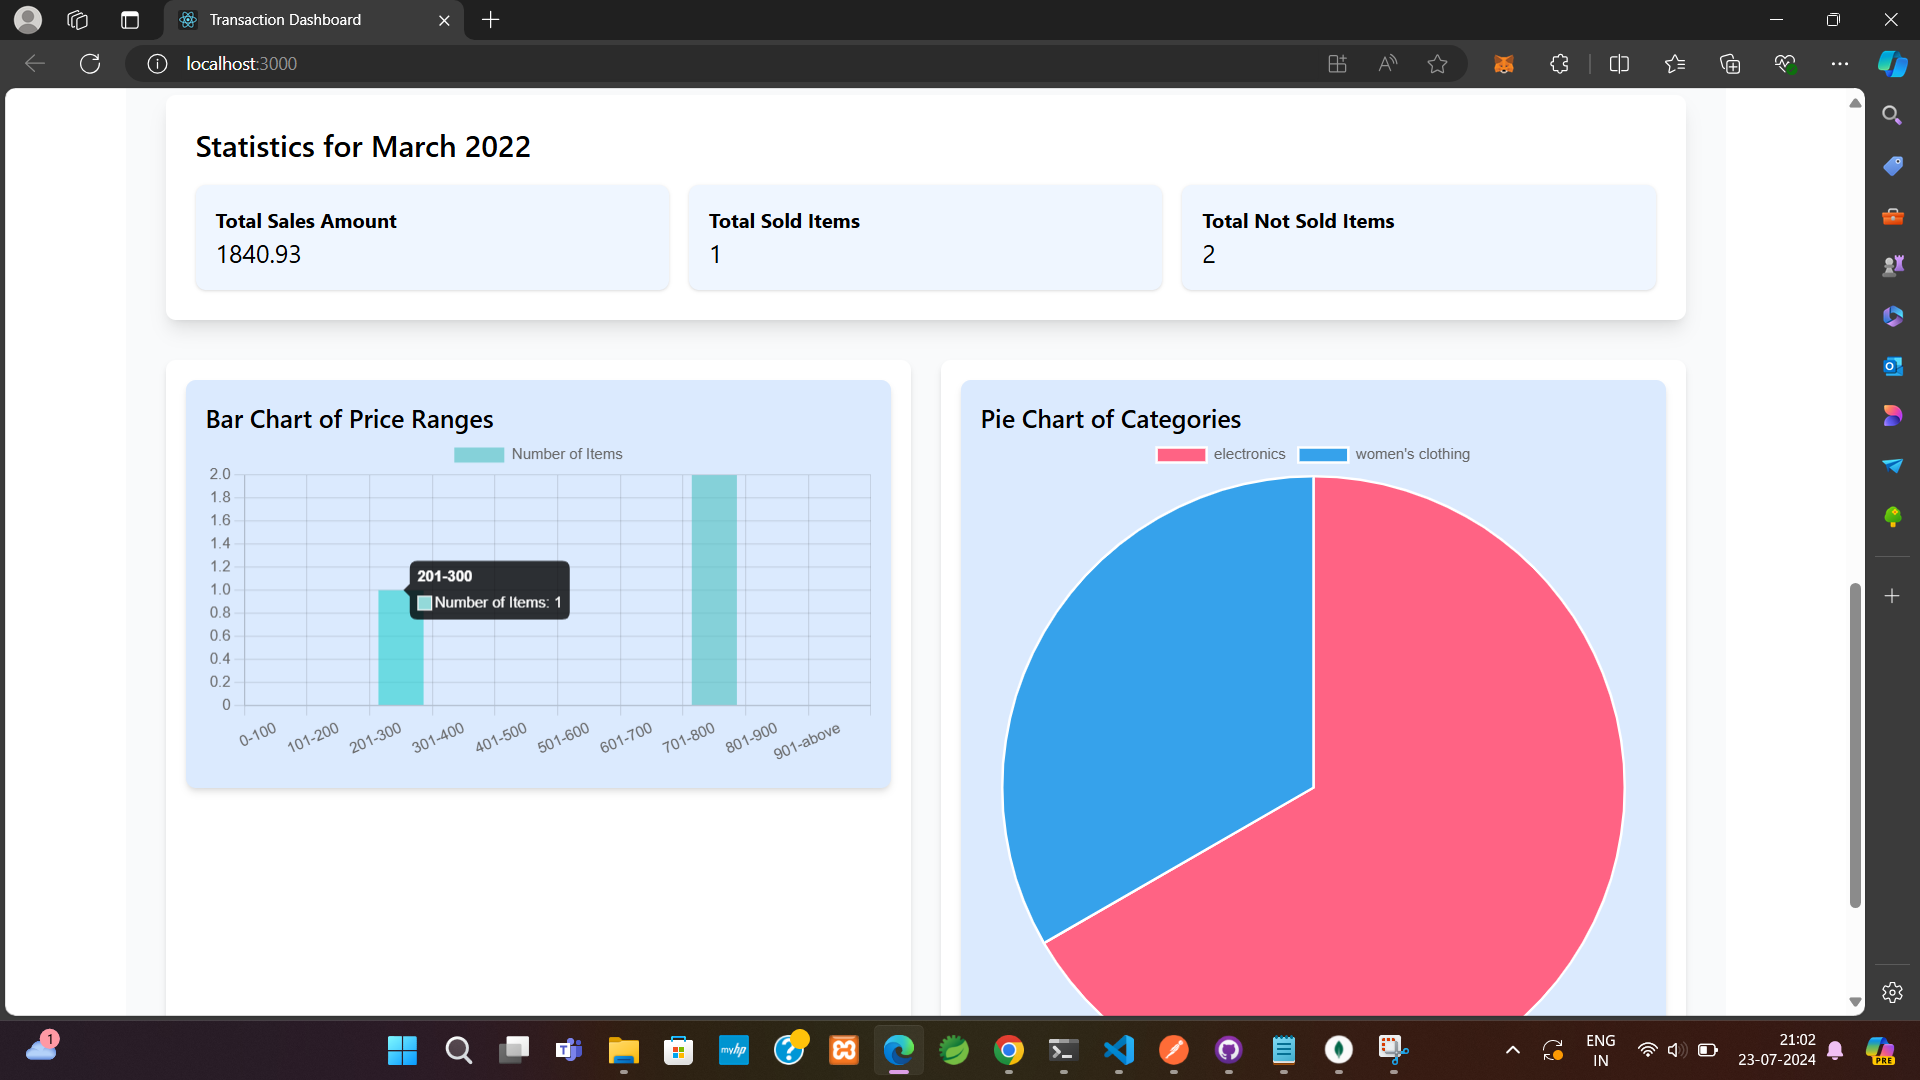 Transaction Dashboard
localhost:3000
Statistics for March 2022
Total Sales Amount
1840.93
Total Sold Items
1
Total Not Sold Items
2
Bar Chart of Price Ranges
Number of Items
2.0
1.8
1.6
1.4
1.2
1.0
0.8
0.6
0.4
0.2
0
201-300
Number of Items: 1
0-100
101-200
201-300
301-400
401-500
501-600
601-700
701-800
801-900
901-above
Pie Chart of Categories
electronics
women's clothing
1
myhp
ENG
IN
21:02
23-07-2024
PRE